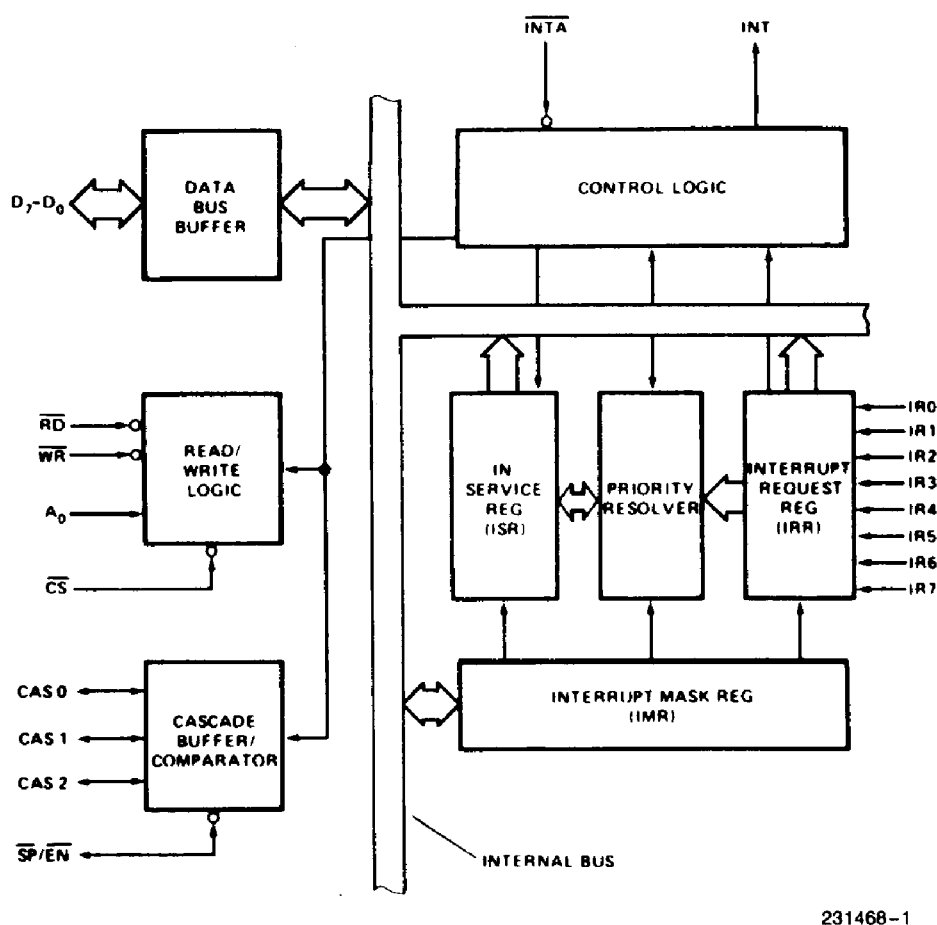 INTA
INT
CONTROL LOGIC
DATA
BUS
BUFFER
D₇-D₀
RD
WR
A₀
CS
READ/
WRITE
LOGIC
IN
SERVICE
REG
(ISR)
PRIORITY
RESOLVER
INTERRUPT
REQUEST
REG
(IRR)
IR0
IR1
IR2
IR3
IR4
IR5
IR6
IR7
INTERRUPT MASK REG
(IMR)
CAS 0
CAS 1
CAS 2
SP/EN
CASCADE
BUFFER/
COMPARATOR
INTERNAL BUS
231468-1